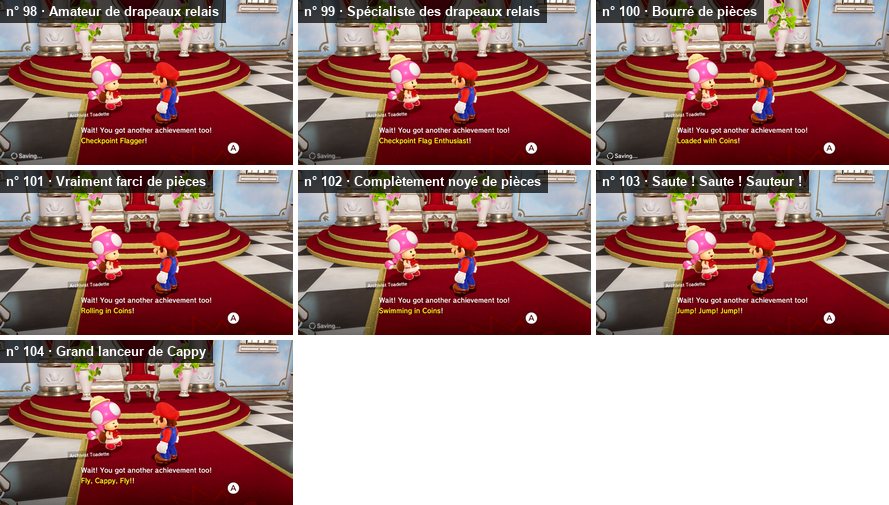 n° 98 · Amateur de drapeaux relais
Archivist Toadette
Wait! You got another achievement too!
Checkpoint Flagger!
A
Saving...
n° 99 · Spécialiste des drapeaux relais
Archivist Toadette
Wait! You got another achievement too!
Checkpoint Flag Enthusiast!
A
Saving...
n° 100 · Bourré de pièces
Archivist Toadette
Wait! You got another achievement too!
Loaded with Coins!
A
Saving...
n° 101 · Vraiment farci de pièces
Archivist Toadette
Wait! You got another achievement too!
Rolling in Coins!
A
n° 102 · Complètement noyé de pièces
Archivist Toadette
Wait! You got another achievement too!
Swimming in Coins!
A
Saving...
n° 103 · Saute ! Saute ! Sauteur !
Archivist Toadette
Wait! You got another achievement too!
Jump! Jump! Jump!!
A
n° 104 · Grand lanceur de Cappy
Archivist Toadette
Wait! You got another achievement too!
Fly, Cappy, Fly!!
A